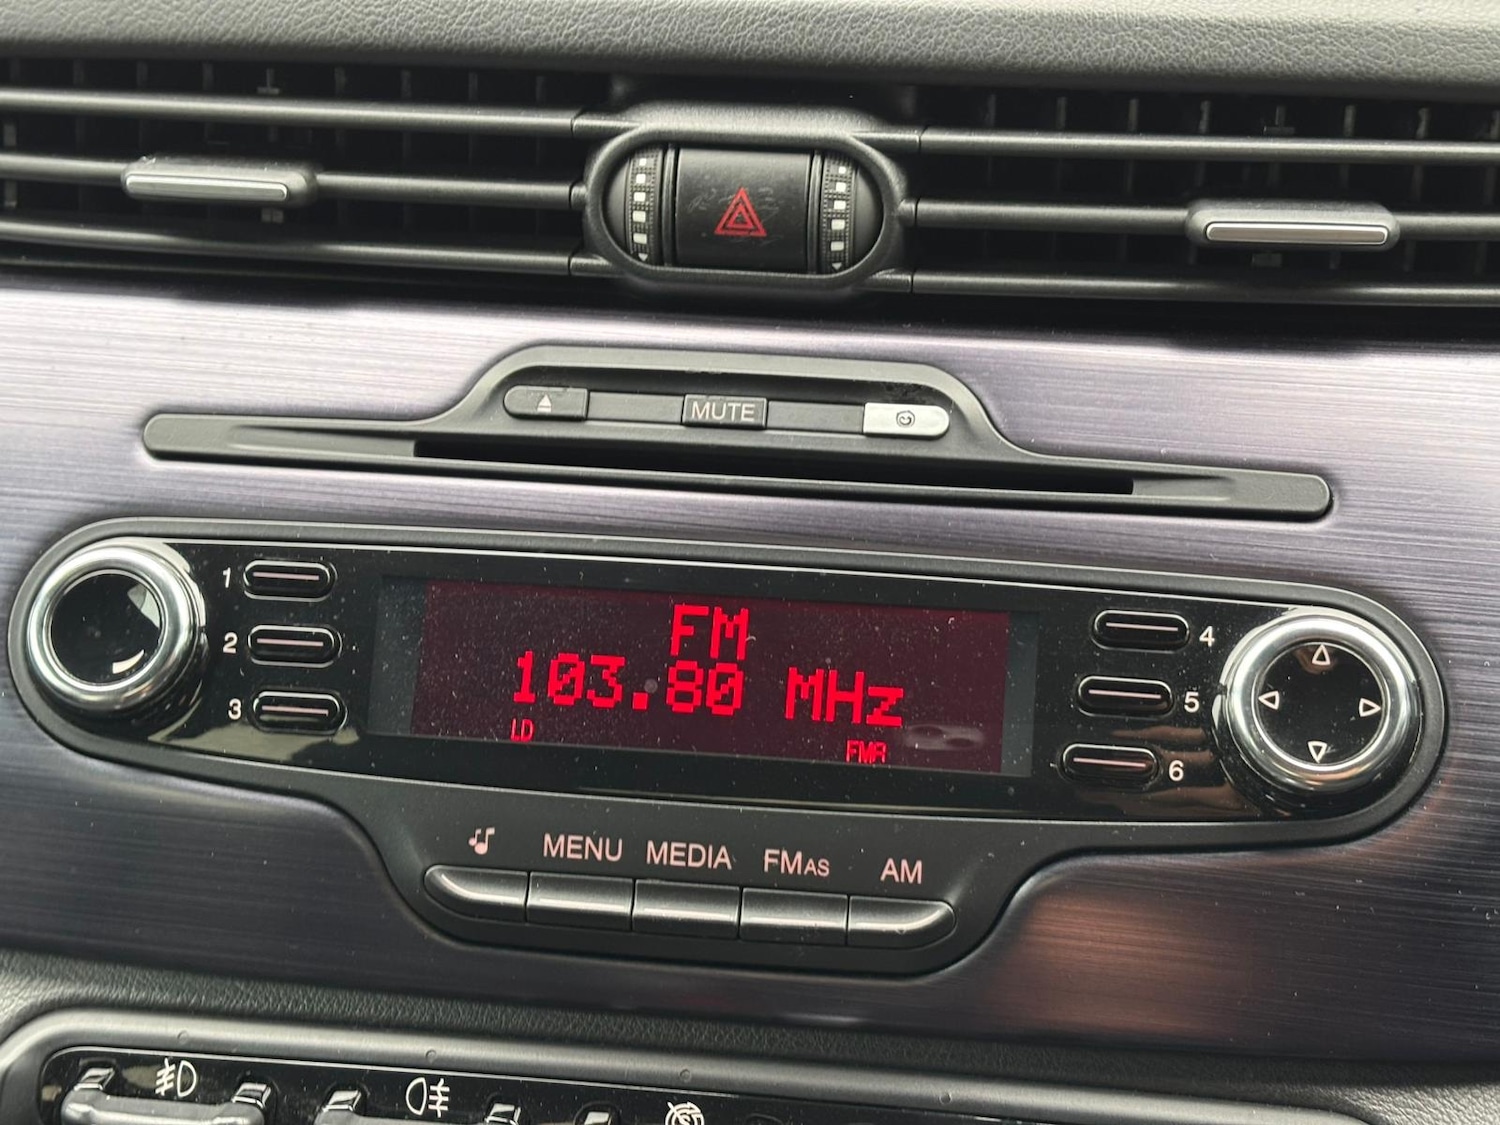 MUTE
1
2
3
FM
103.80 MHz
LD FMR
4
5
6
MENU MEDIA FMAS AM